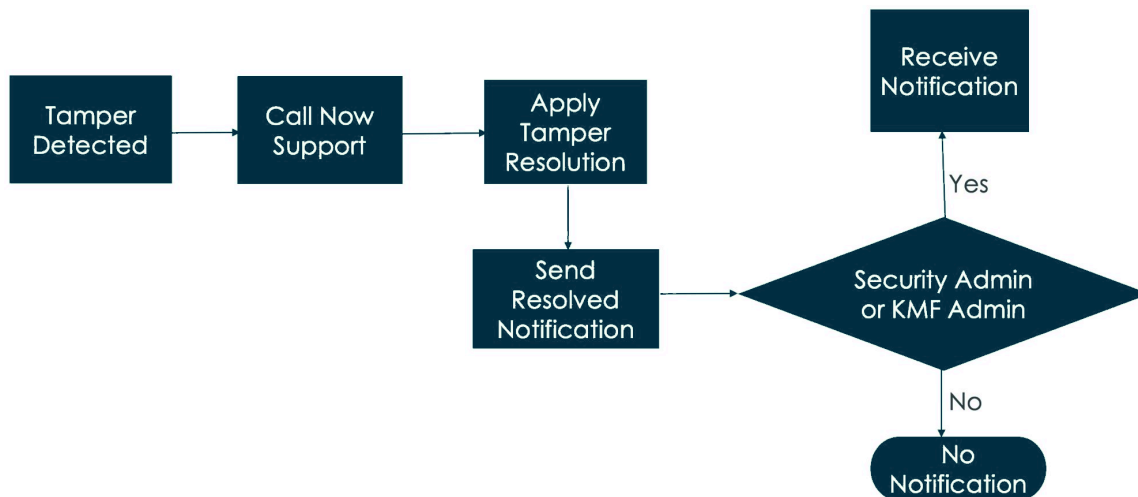 Tamper
Detected
Call Now
Support
Apply
Tamper
Resolution
Send
Resolved
Notification
Security Admin
or KMF Admin
Yes
Receive
Notification
No
No
Notification